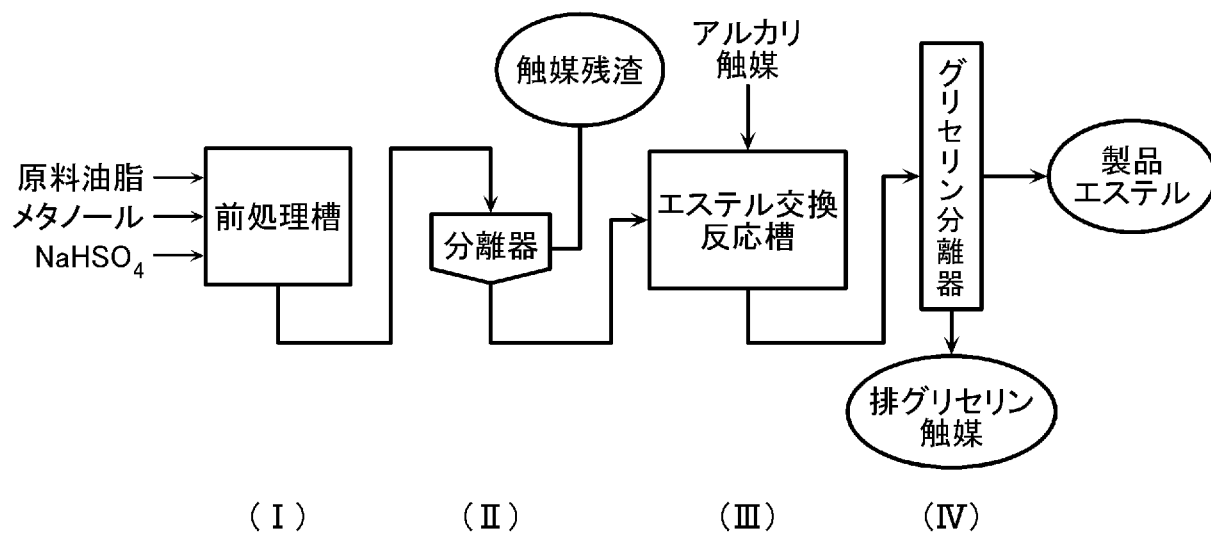 原料油脂
メタノール
NaHSO4
前処理槽
分離器
触媒残渣
アルカリ
触媒
エステル交換
反応槽
グリセリン分離器
製品
エステル
排グリセリン
触媒
(Ⅰ)
(Ⅱ)
(Ⅲ)
(Ⅳ)